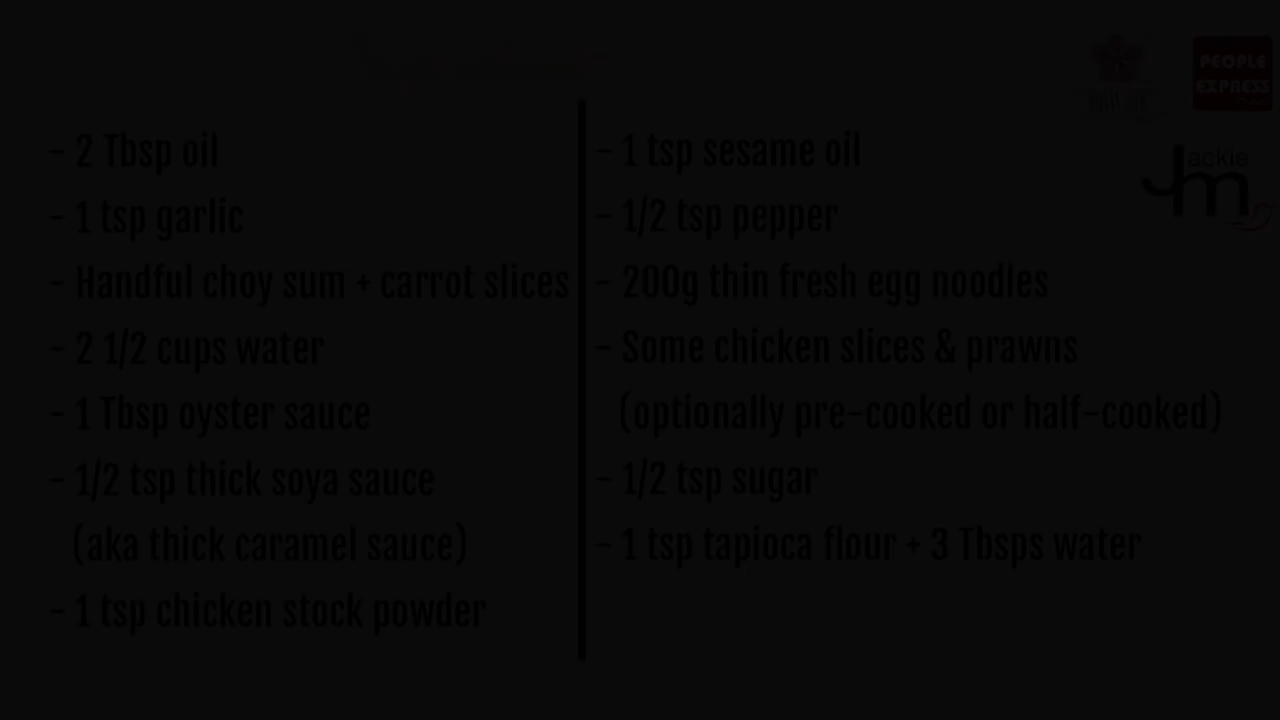 - 2 Tbsp oil
- 1 tsp garlic
- Handful choy sum + carrot slices
- 2 1/2 cups water
- 1 Tbsp oyster sauce
- 1/2 tsp thick soya sauce
(aka thick caramel sauce)
- 1 tsp chicken stock powder
- 1 tsp sesame oil
- 1/2 tsp pepper
- 200g thin fresh egg noodles
- Some chicken slices & prawns
(optionally pre-cooked or half-cooked)
- 1/2 tsp sugar
- 1 tsp tapioca flour + 3 Tbsps water
PEOPLE
EXPRESS
Jackie
m